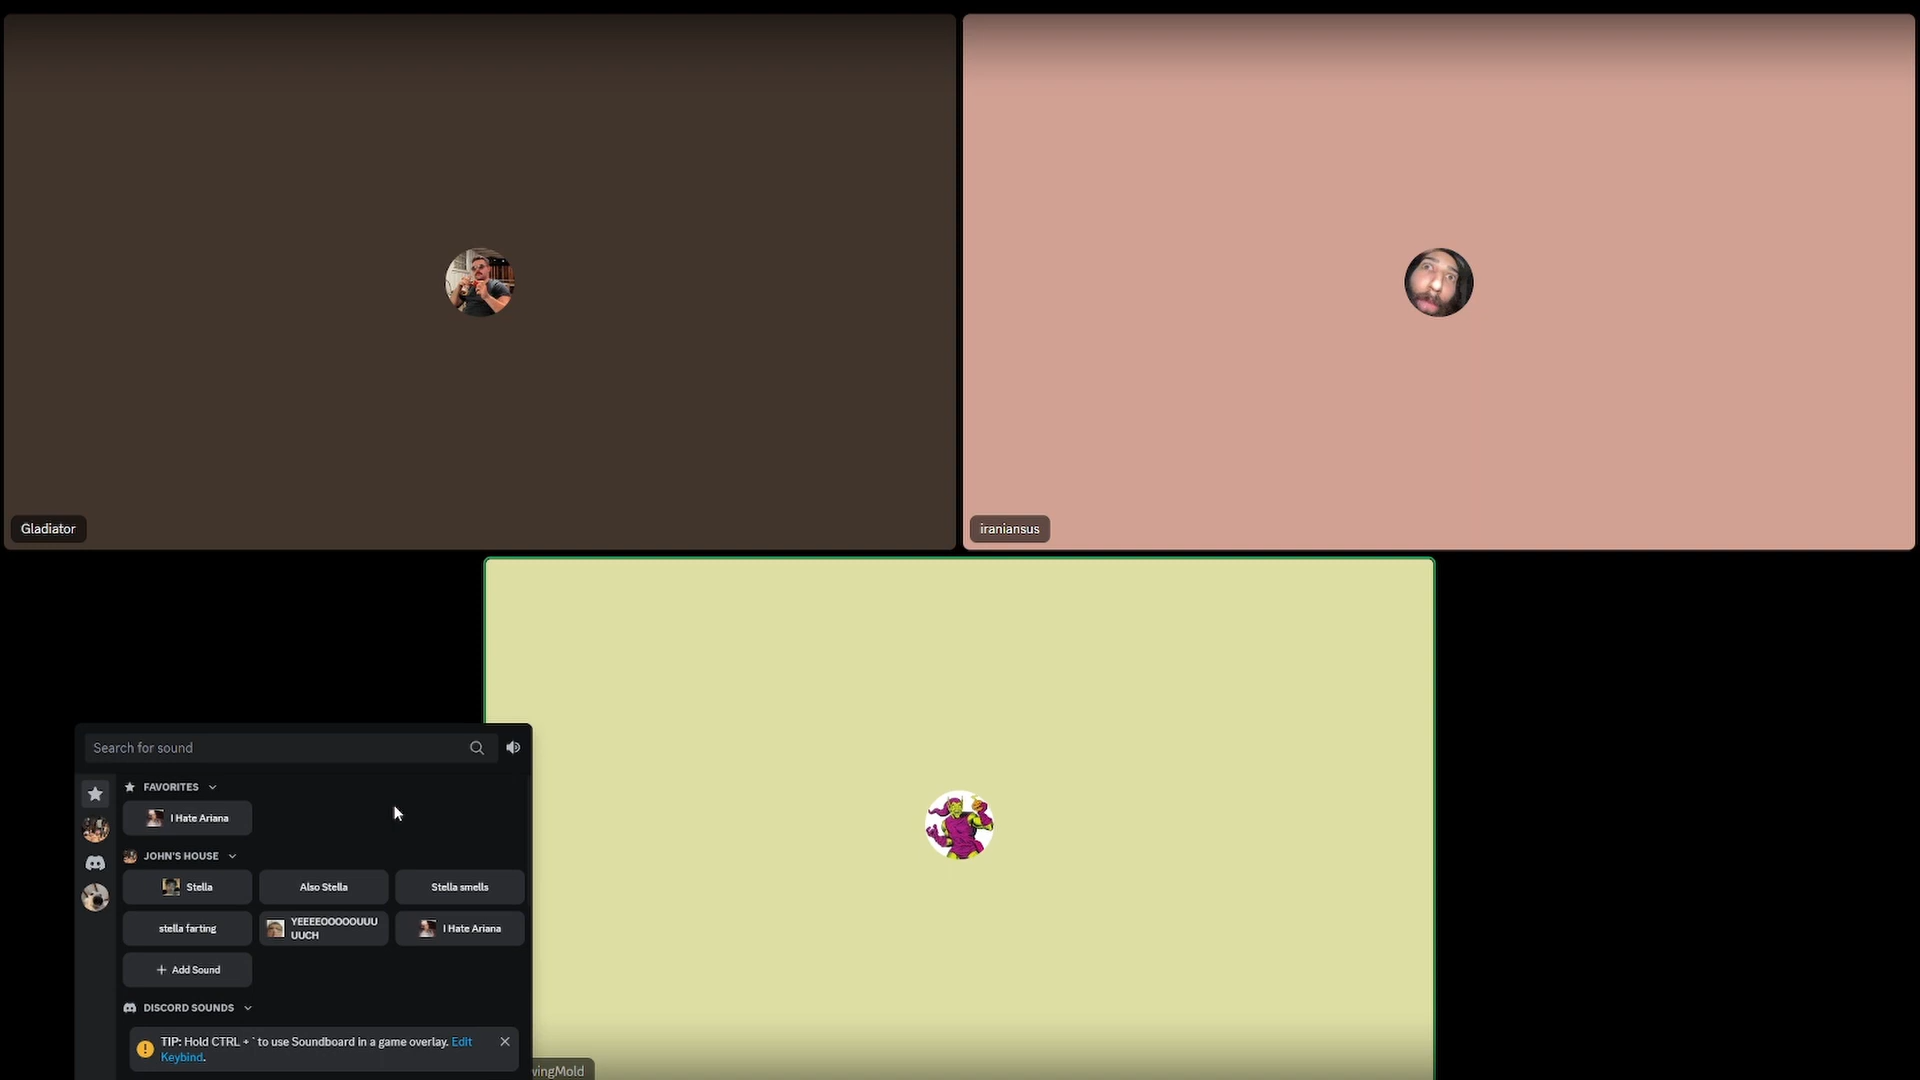 Gladiator
iraniansus
Search for sound
FAVORITES
I Hate Ariana
JOHN'S HOUSE
Stella
Also Stella
Stella smells
stella farting
YEEEEOOOOOUUU
UUCH
I Hate Ariana
+ Add Sound
DISCORD SOUNDS
TIP: Hold CTRL + ` to use Soundboard in a game overlay. Edit
Keybind.
wingMold